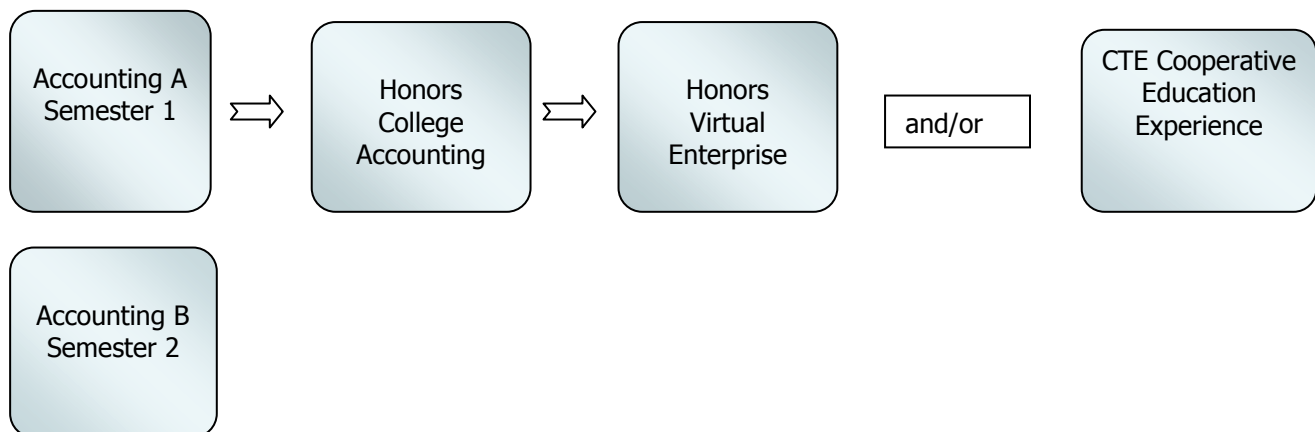 Accounting A
Semester 1
Honors
College
Accounting
Honors
Virtual
Enterprise
and/or
CTE Cooperative
Education
Experience
Accounting B
Semester 2